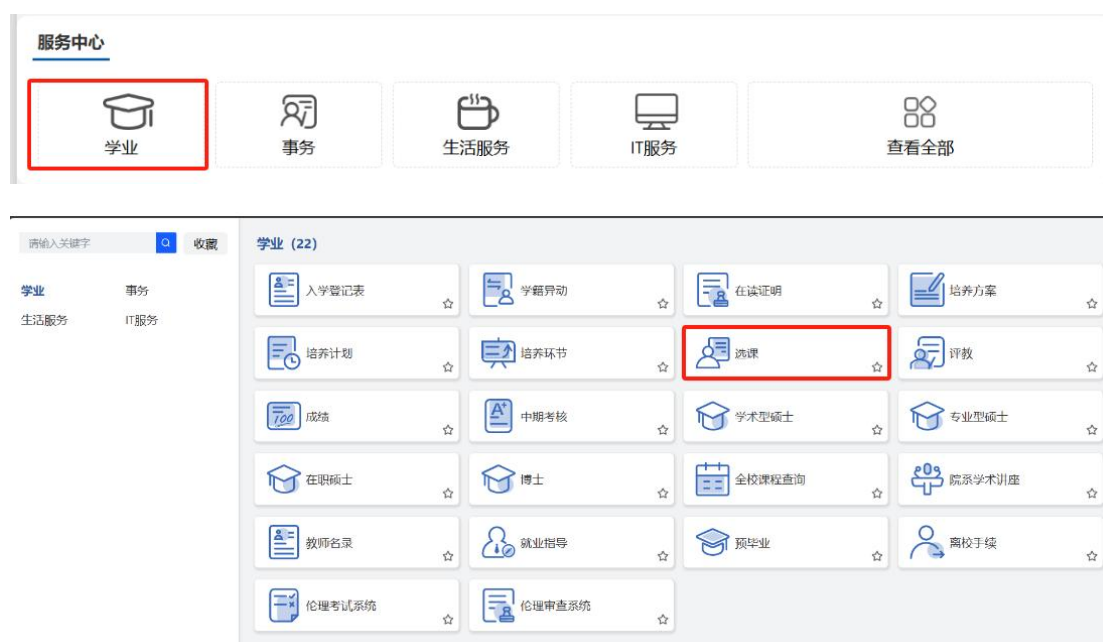 服务中心
学业 事务 生活服务 IT服务 查看全部
请输入关键字 收藏 学业（22）
学业 事务
生活服务 IT服务
入学登记表 学籍异动 在读证明 培养方案
培养计划 培养环节 选课 评教
100 成绩 A+ 中期考核 学术型硕士 专业型硕士
在职硕士 博士 全校课程查询 院系学术讲座
教师名录 就业指导 预毕业 离校手续
伦理考试系统 伦理审查系统